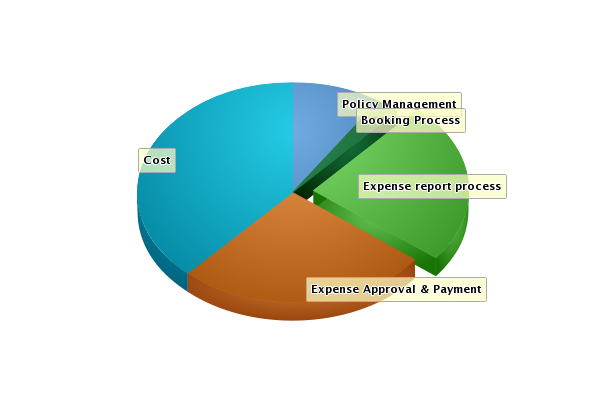 Policy Management
Booking Process
Cost
Expense report process
Expense Approval & Payment